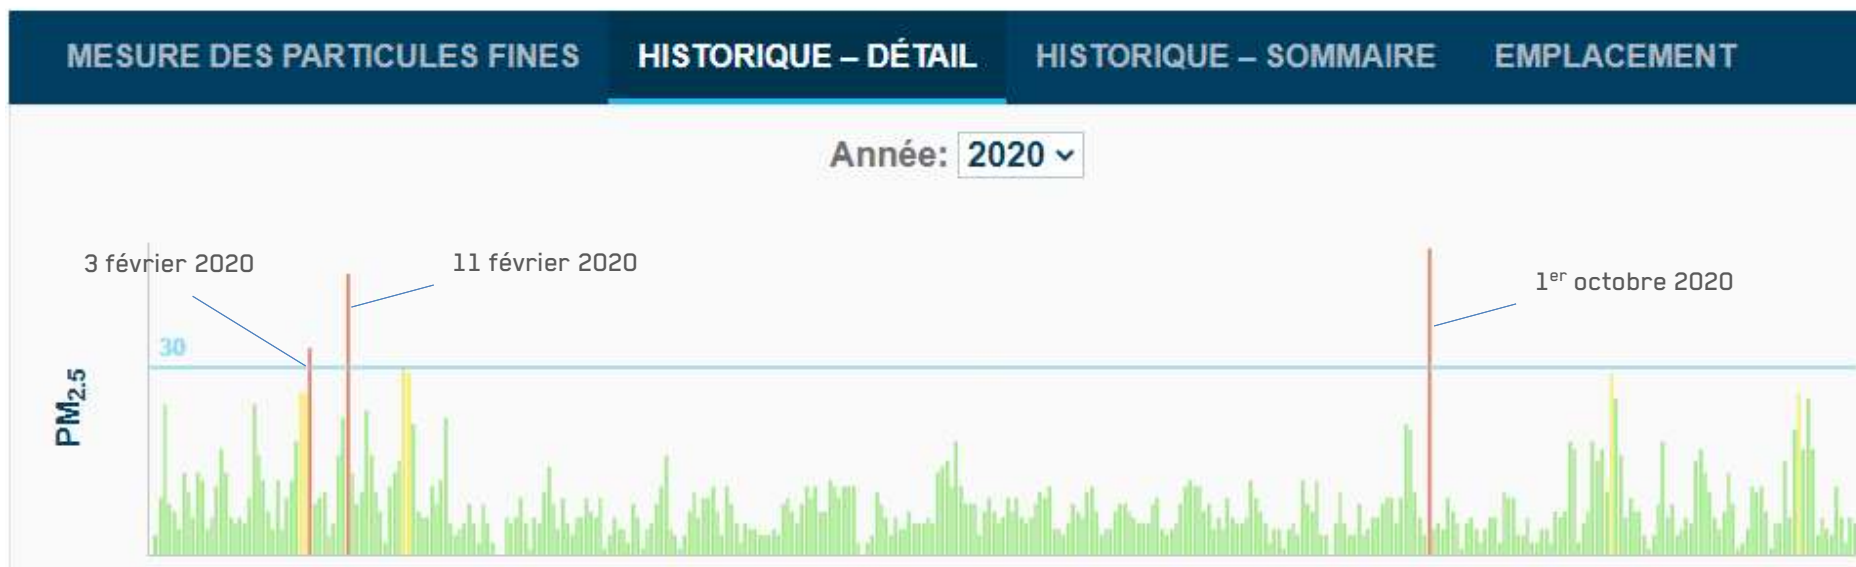 MESURE DES PARTICULES FINES HISTORIQUE – DÉTAIL HISTORIQUE – SOMMAIRE EMPLACEMENT
Année: 2020
3 février 2020
11 février 2020
1er octobre 2020
30
PM2.5